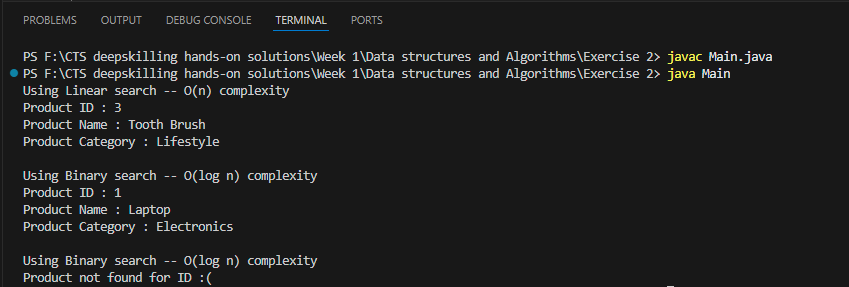 PROBLEMS OUTPUT DEBUG CONSOLE TERMINAL PORTS
PS F:\CTS deepskilling hands-on solutions\Week 1\Data structures and Algorithms\Exercise 2> javac Main.java
PS F:\CTS deepskilling hands-on solutions\Week 1\Data structures and Algorithms\Exercise 2> java Main
Using Linear search -- O(n) complexity
Product ID : 3
Product Name : Tooth Brush
Product Category : Lifestyle
Using Binary search -- O(log n) complexity
Product ID : 1
Product Name : Laptop
Product Category : Electronics
Using Binary search -- O(log n) complexity
Product not found for ID :(